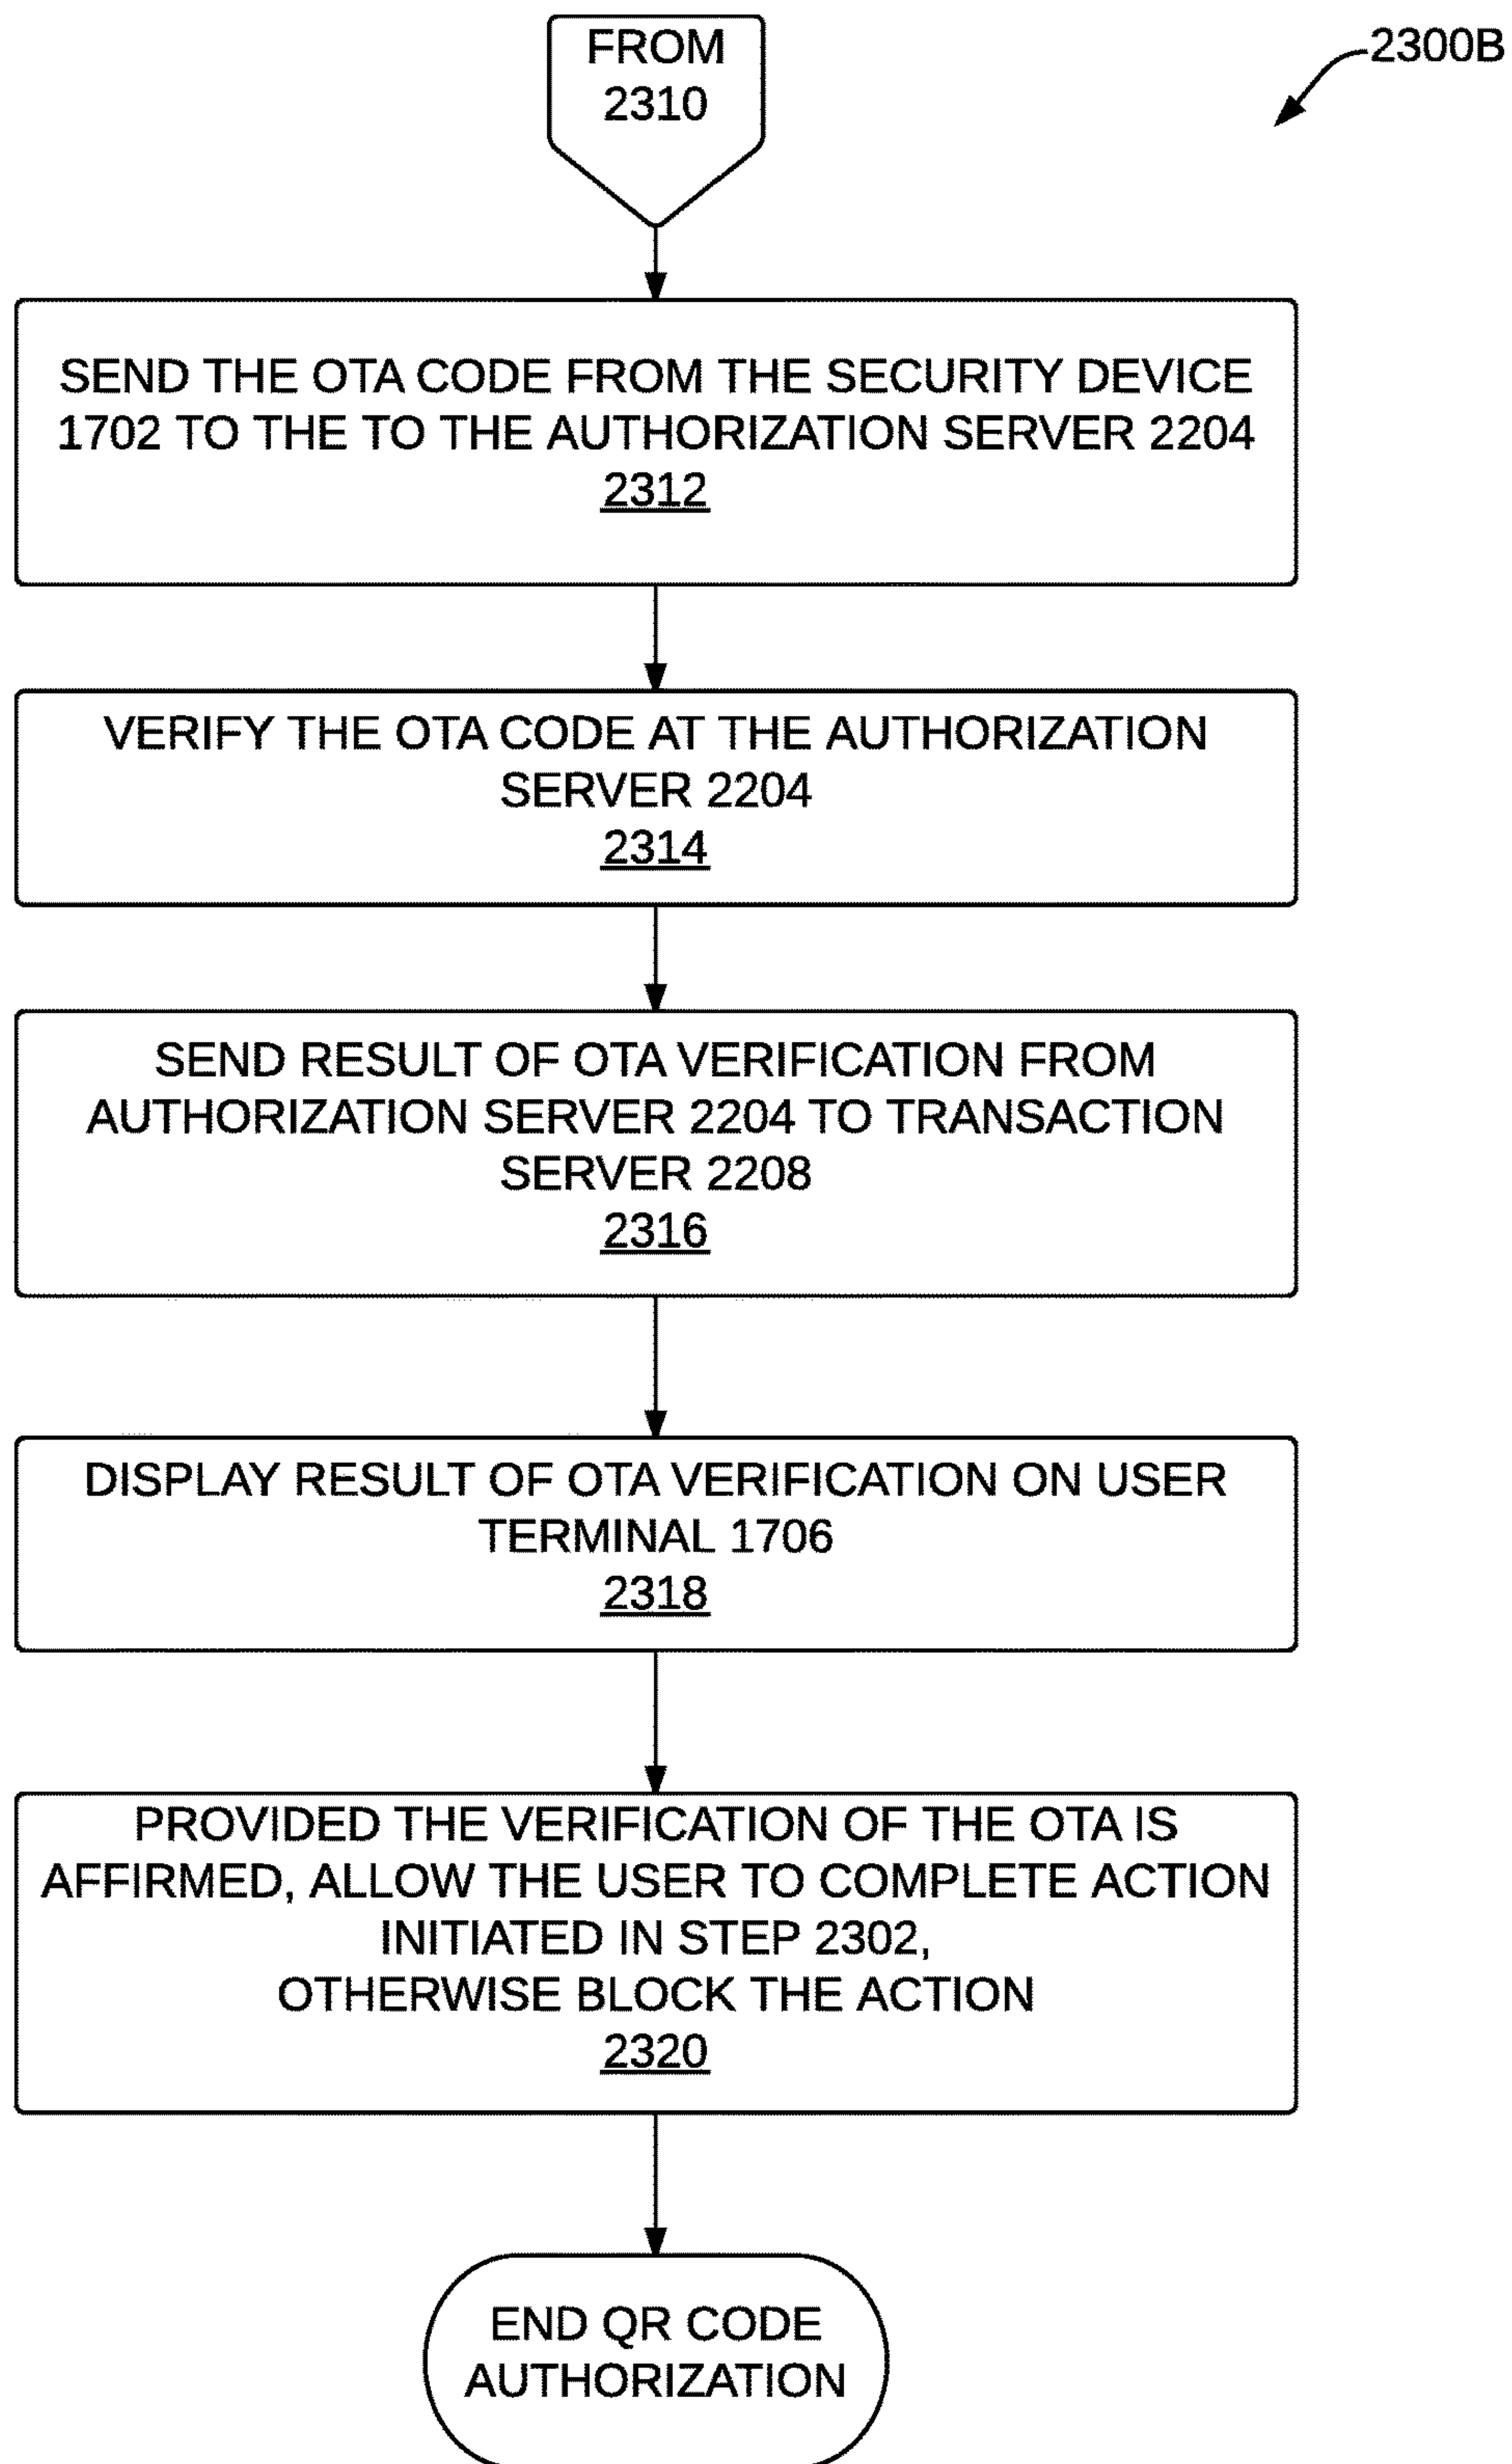 FROM
2310
2300B
SEND THE OTA CODE FROM THE SECURITY DEVICE
1702 TO THE TO THE AUTHORIZATION SERVER 2204
2312
VERIFY THE OTA CODE AT THE AUTHORIZATION
SERVER 2204
2314
SEND RESULT OF OTA VERIFICATION FROM
AUTHORIZATION SERVER 2204 TO TRANSACTION
SERVER 2208
2316
DISPLAY RESULT OF OTA VERIFICATION ON USER
TERMINAL 1706
2318
PROVIDED THE VERIFICATION OF THE OTA IS
AFFIRMED, ALLOW THE USER TO COMPLETE ACTION
INITIATED IN STEP 2302,
OTHERWISE BLOCK THE ACTION
2320
END QR CODE
AUTHORIZATION